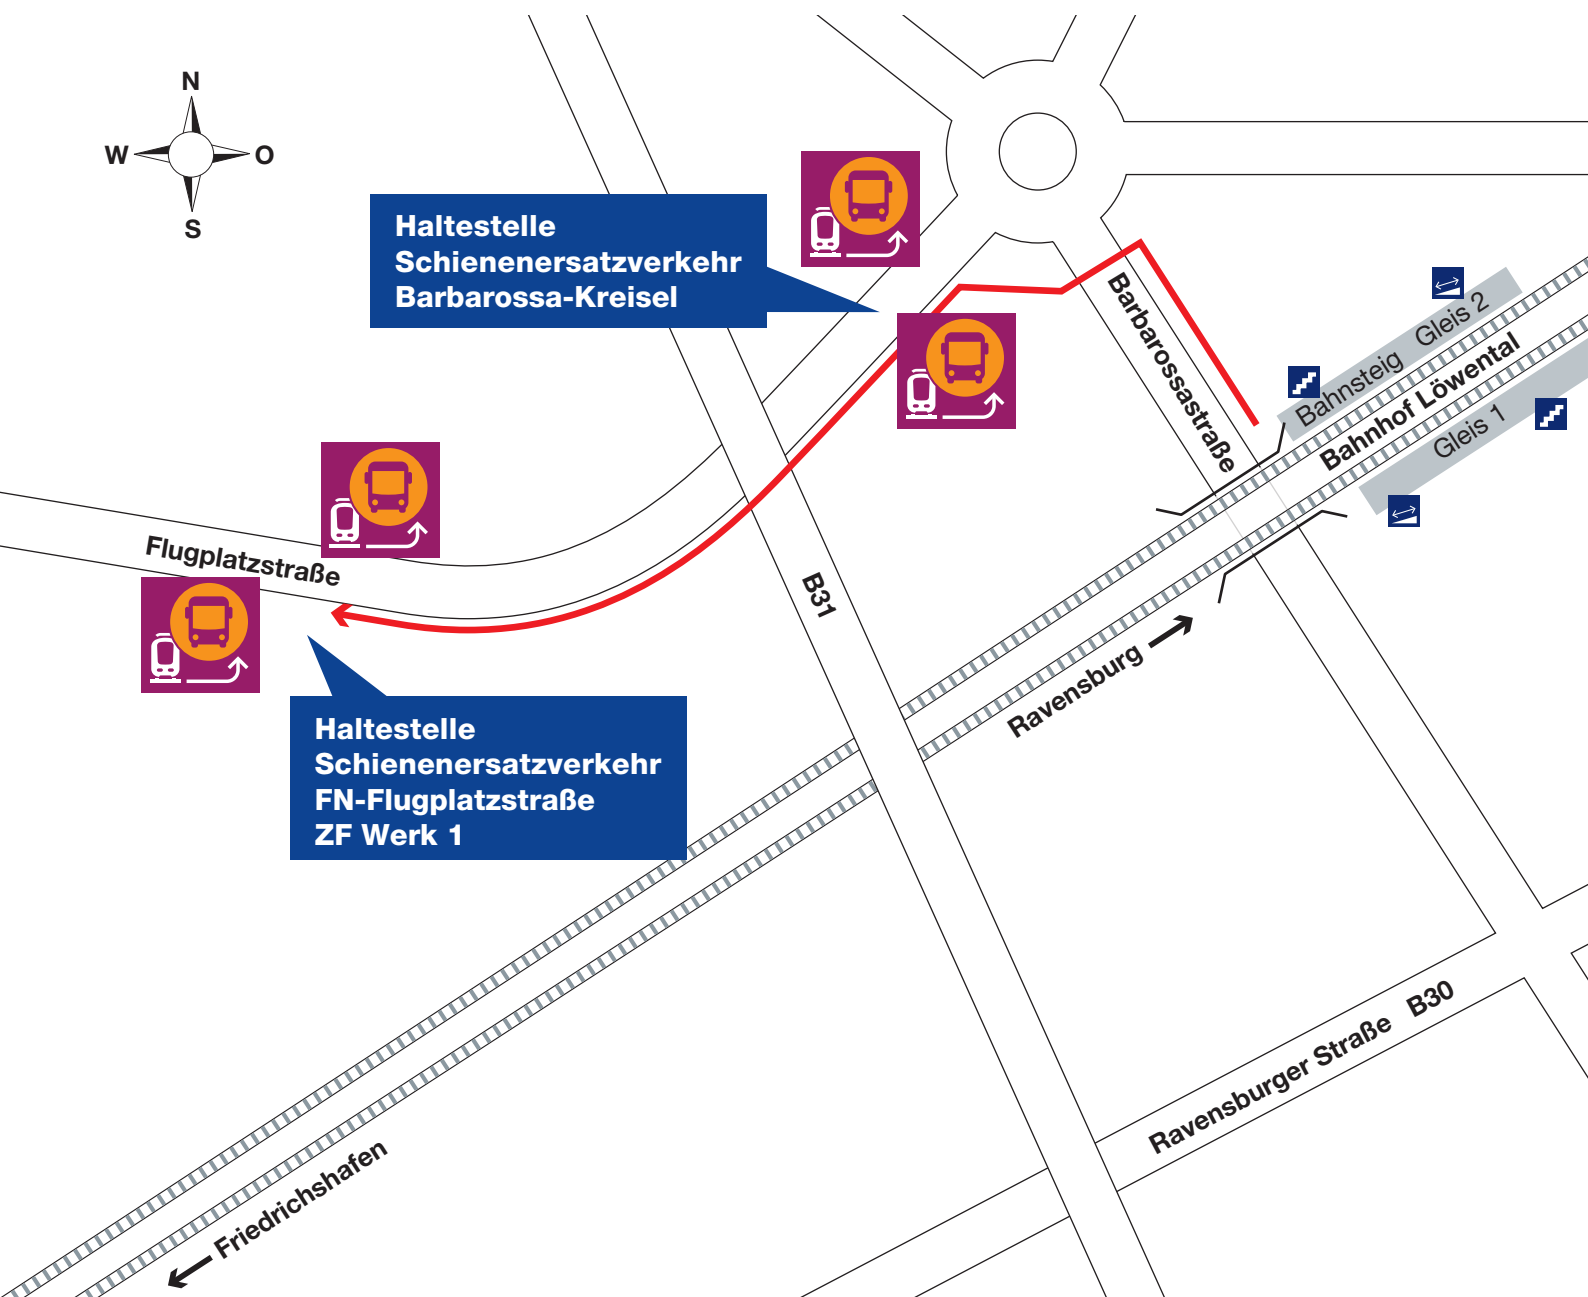 N
W
O
S
Haltestelle
Schienenersatzverkehr
Barbarossa-Kreisel
Barbarossastraße
Bahnsteig Gleis 2
Bahnhof Löwental
Gleis 1
Flugplatzstraße
B31
Ravensburg
Haltestelle
Schienenersatzverkehr
FN-Flugplatzstraße
ZF Werk 1
Ravensburger Straße B30
Friedrichshafen